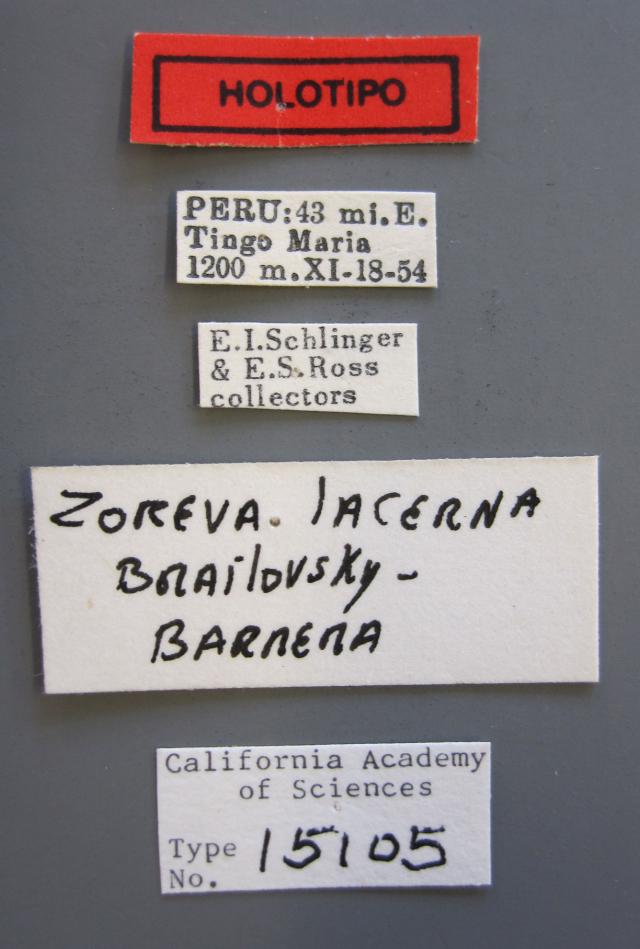 HOLOTIPO
PERU:43 mi.E.
Tingo Maria
1200 m.XI-18-54
E.I.Schlinger
& E.S.Ross
collectors
ZOREVA lACERNA
BRAilOVSKy-
BARRERA
California Academy
of Sciences
Type
No. 15105